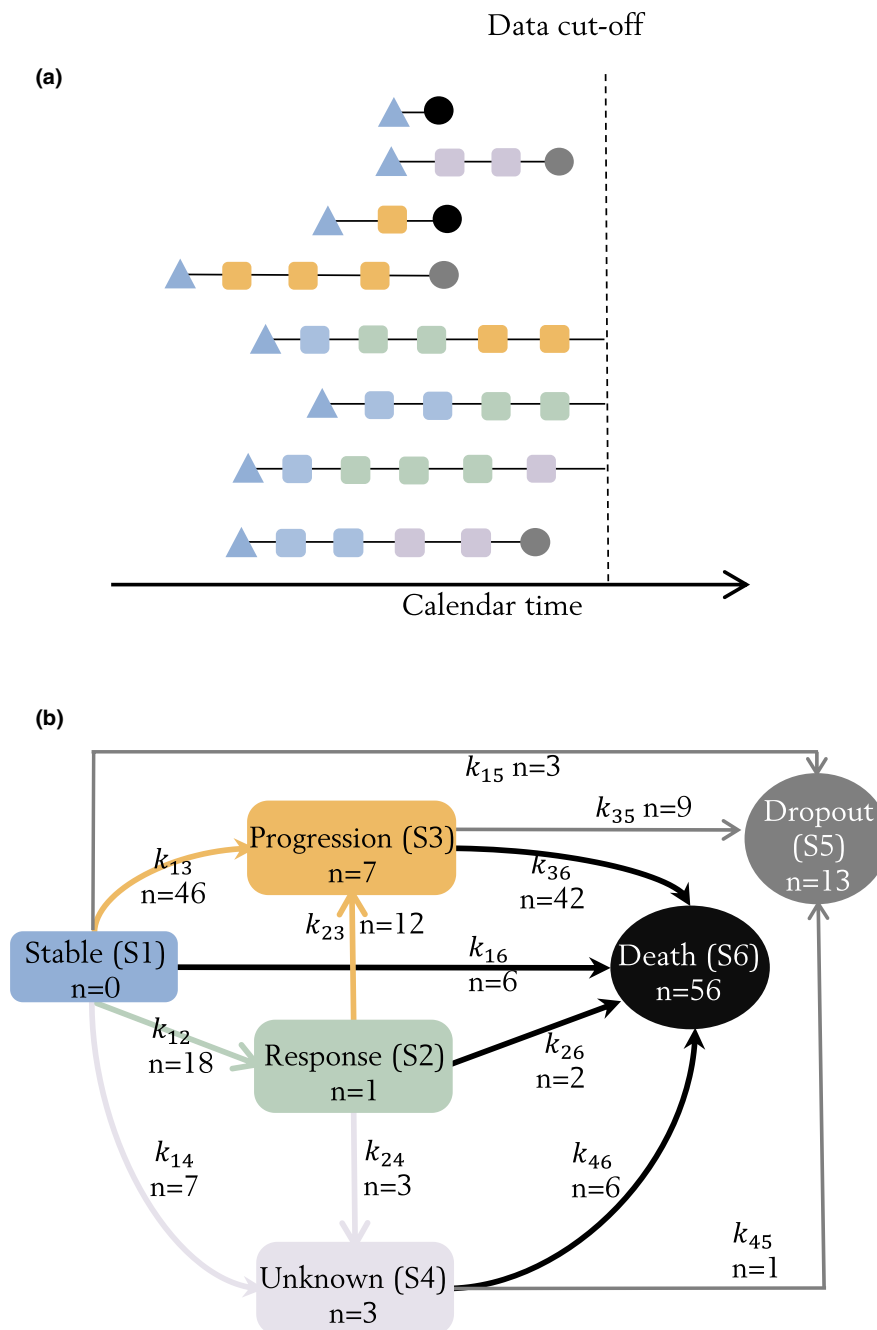 Data cut-off
(a)
Calendar time
(b)
k15 n=3
Dropout
(S5)
n=13
k35 n=9
Progression (S3)
n=7
k13
n=46
k36
n=42
k23 n=12
Stable (S1)
n=0
k16
n=6
Death (S6)
n=56
k12
n=18
Response (S2)
n=1
k26
n=2
k14
n=7
k24
n=3
k46
n=6
k45
n=1
Unknown (S4)
n=3